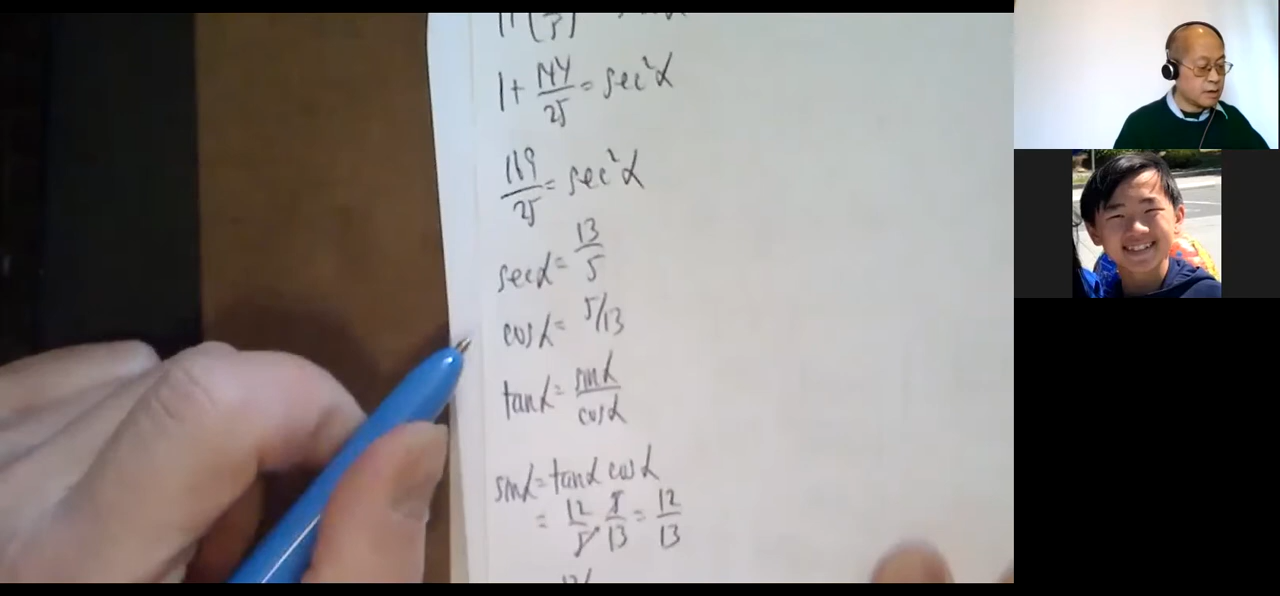 1+ 144/25 = sec²α
169/25 = sec²α
secα = 13/5
cosα = 5/13
tanα = sinα/cosα
sinα = tanα cosα
= 12/5 · 5/13 = 12/13